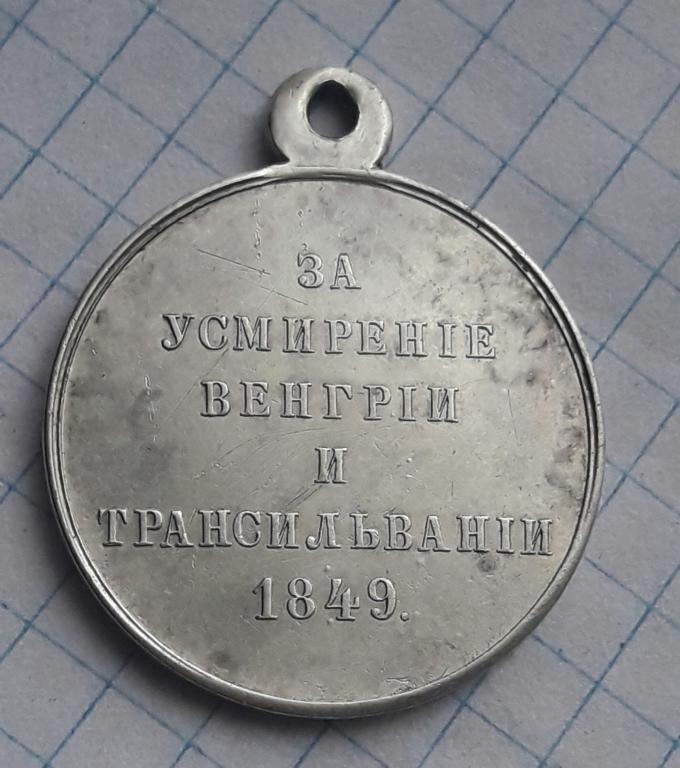 ЗА
УСМИРЕНІЕ
ВЕНГРІИ
И
ТРАНСИЛЬВАНІИ
1849.